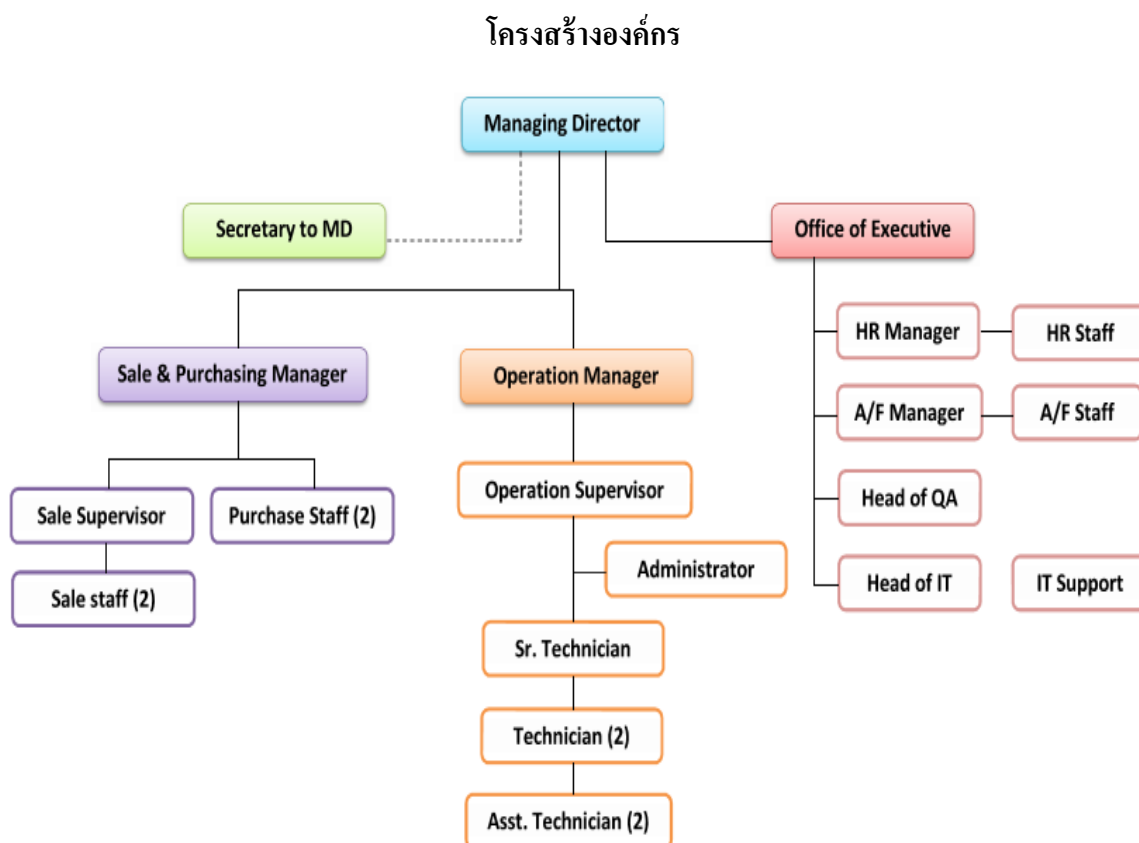 โครงสร้างองค์กร
Managing Director
Secretary to MD
Office of Executive
HR Manager
HR Staff
Sale & Purchasing Manager
Operation Manager
A/F Manager
A/F Staff
Operation Supervisor
Sale Supervisor
Purchase Staff (2)
Head of QA
Administrator
Head of IT
IT Support
Sale staff (2)
Sr. Technician
Technician (2)
Asst. Technician (2)